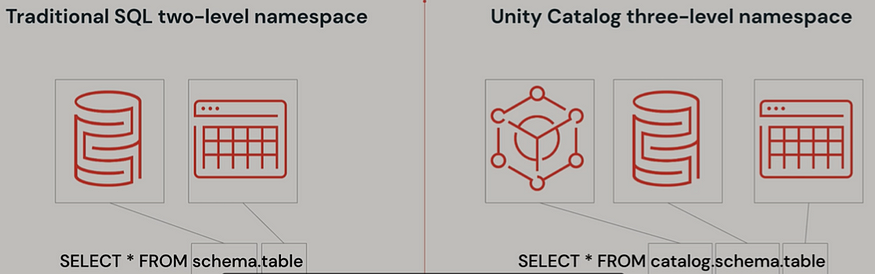 Traditional SQL two-level namespace
Unity Catalog three-level namespace
SELECT * FROM schema.table
SELECT * FROM catalog.schema.table